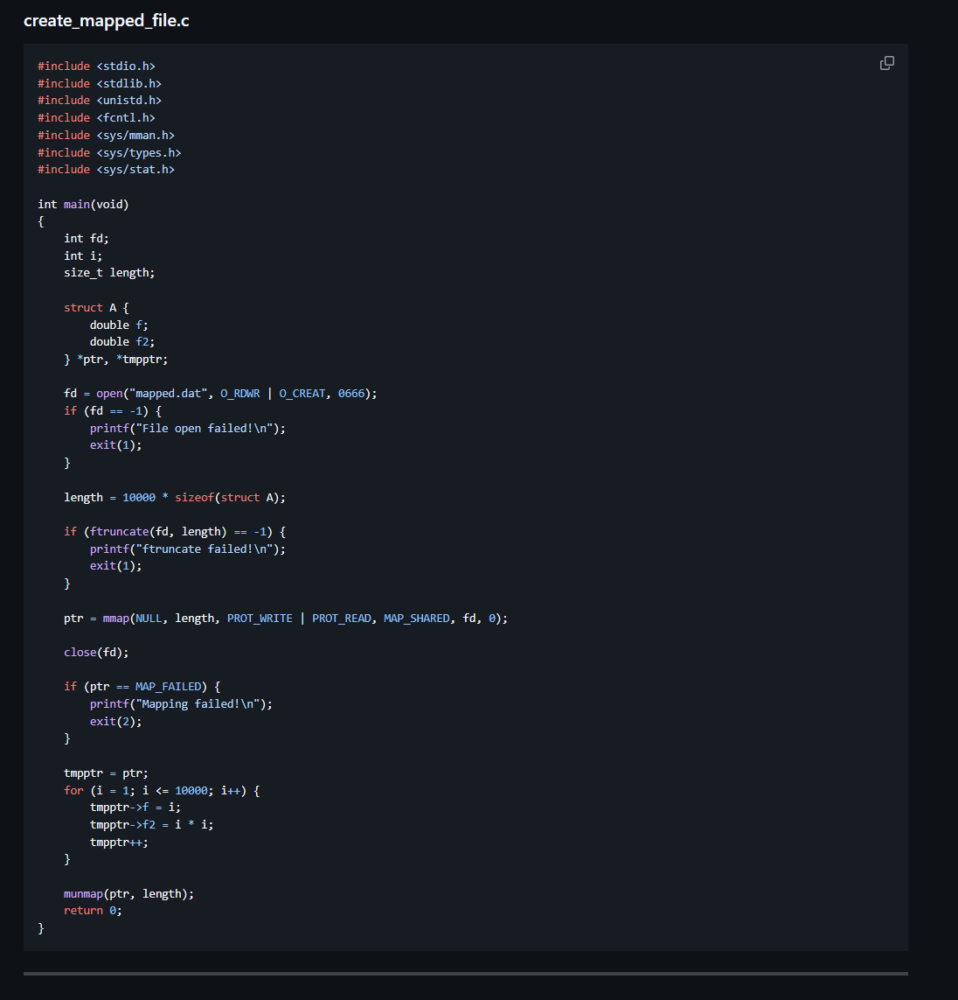 create_mapped_file.c
#include <stdio.h>
#include <stdlib.h>
#include <unistd.h>
#include <fcntl.h>
#include <sys/mman.h>
#include <sys/types.h>
#include <sys/stat.h>

int main(void)
{
    int fd;
    int i;
    size_t length;

    struct A {
        double f;
        double f2;
    } *ptr, *tmpptr;

    fd = open("mapped.dat", O_RDWR | O_CREAT, 0666);
    if (fd == -1) {
        printf("File open failed!\n");
        exit(1);
    }

    length = 10000 * sizeof(struct A);

    if (ftruncate(fd, length) == -1) {
        printf("ftruncate failed!\n");
        exit(1);
    }

    ptr = mmap(NULL, length, PROT_WRITE | PROT_READ, MAP_SHARED, fd, 0);

    close(fd);

    if (ptr == MAP_FAILED) {
        printf("Mapping failed!\n");
        exit(2);
    }

    tmpptr = ptr;
    for (i = 1; i <= 10000; i++) {
        tmpptr->f = i;
        tmpptr->f2 = i * i;
        tmpptr++;
    }

    munmap(ptr, length);
    return 0;
}